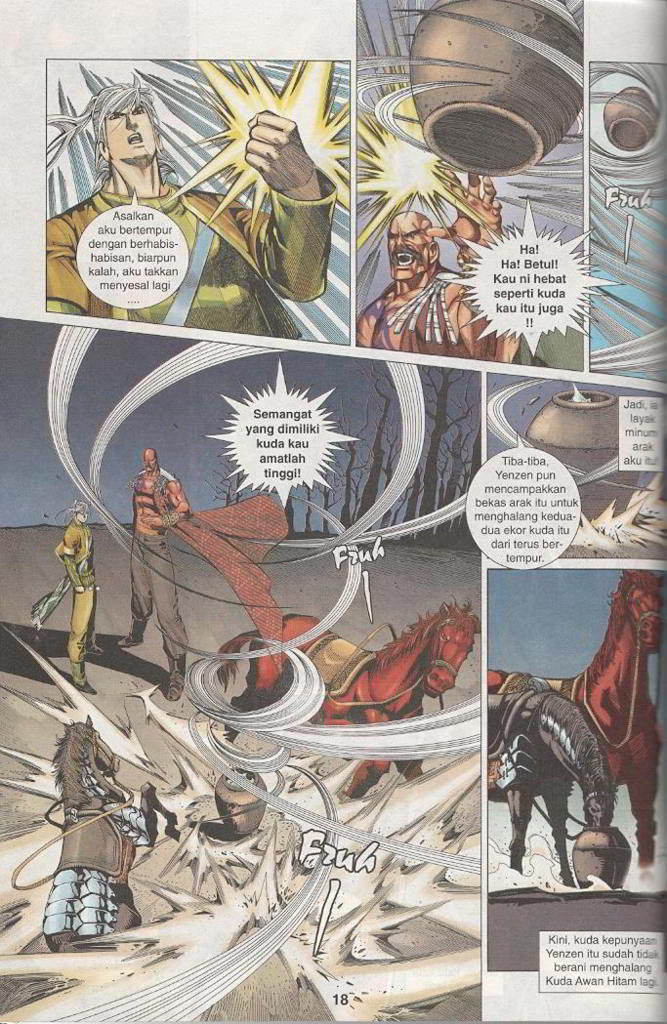 Asalkan
aku bertempur
dengan berhabis-
habisan, biarpun
kalah, aku takkan
menyesal lagi
....
Ha!
Ha! Betul!
Kau ni hebat
seperti kuda
kau itu juga
!!
Fruh
!
Semangat
yang dimiliki
kuda kau
amatlah
tinggi!
Fruh
!
Tiba-tiba,
Yenzen pun
mencampakkan
bekas arak itu untuk
menghalang kedua-
dua ekor kuda itu
dari terus ber-
tempur.
Jadi, ia
layak
minum
arak
aku itu!
Fruh
!
Kini, kuda kepunyaan
Yenzen itu sudah tidak
berani menghalang
Kuda Awan Hitam lagi.
18